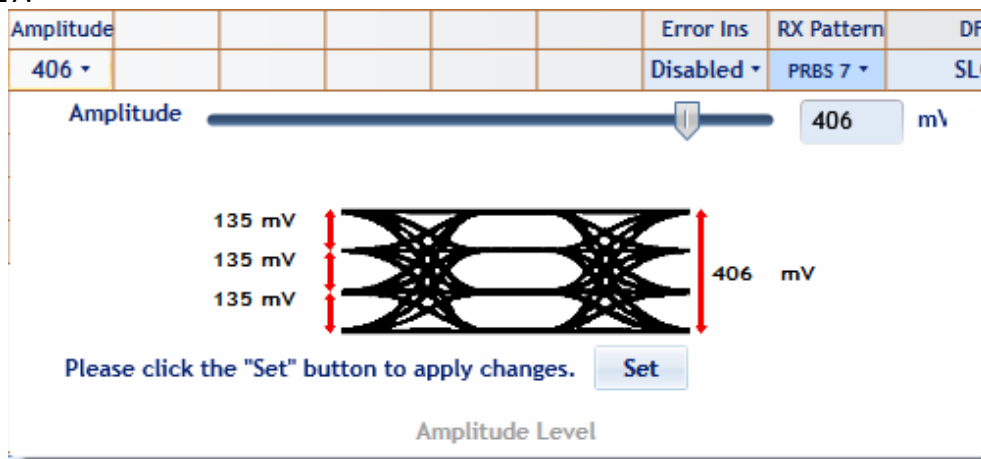 Amplitude Error Ins RX Pattern DF
406 Disabled PRBS 7
Amplitude 406
135 mV
135 mV
406 mV
135 mV
Please click the "Set" button to apply changes. Set
Amplitude Level